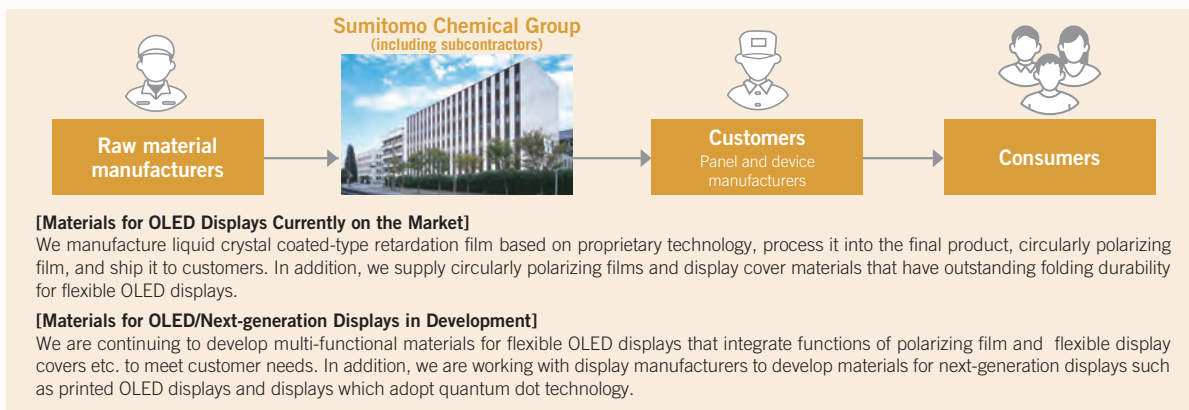 Sumitomo Chemical Group
(including subcontractors)
Raw material
manufacturers
Customers
Panel and device
manufacturers
Consumers
[Materials for OLED Displays Currently on the Market]
We manufacture liquid crystal coated-type retardation film based on proprietary technology, process it into the final product, circularly polarizing
film, and ship it to customers. In addition, we supply circularly polarizing films and display cover materials that have outstanding folding durability
for flexible OLED displays.
[Materials for OLED/Next-generation Displays in Development]
We are continuing to develop multi-functional materials for flexible OLED displays that integrate functions of polarizing film and flexible display
covers etc. to meet customer needs. In addition, we are working with display manufacturers to develop materials for next-generation displays such
as printed OLED displays and displays which adopt quantum dot technology.